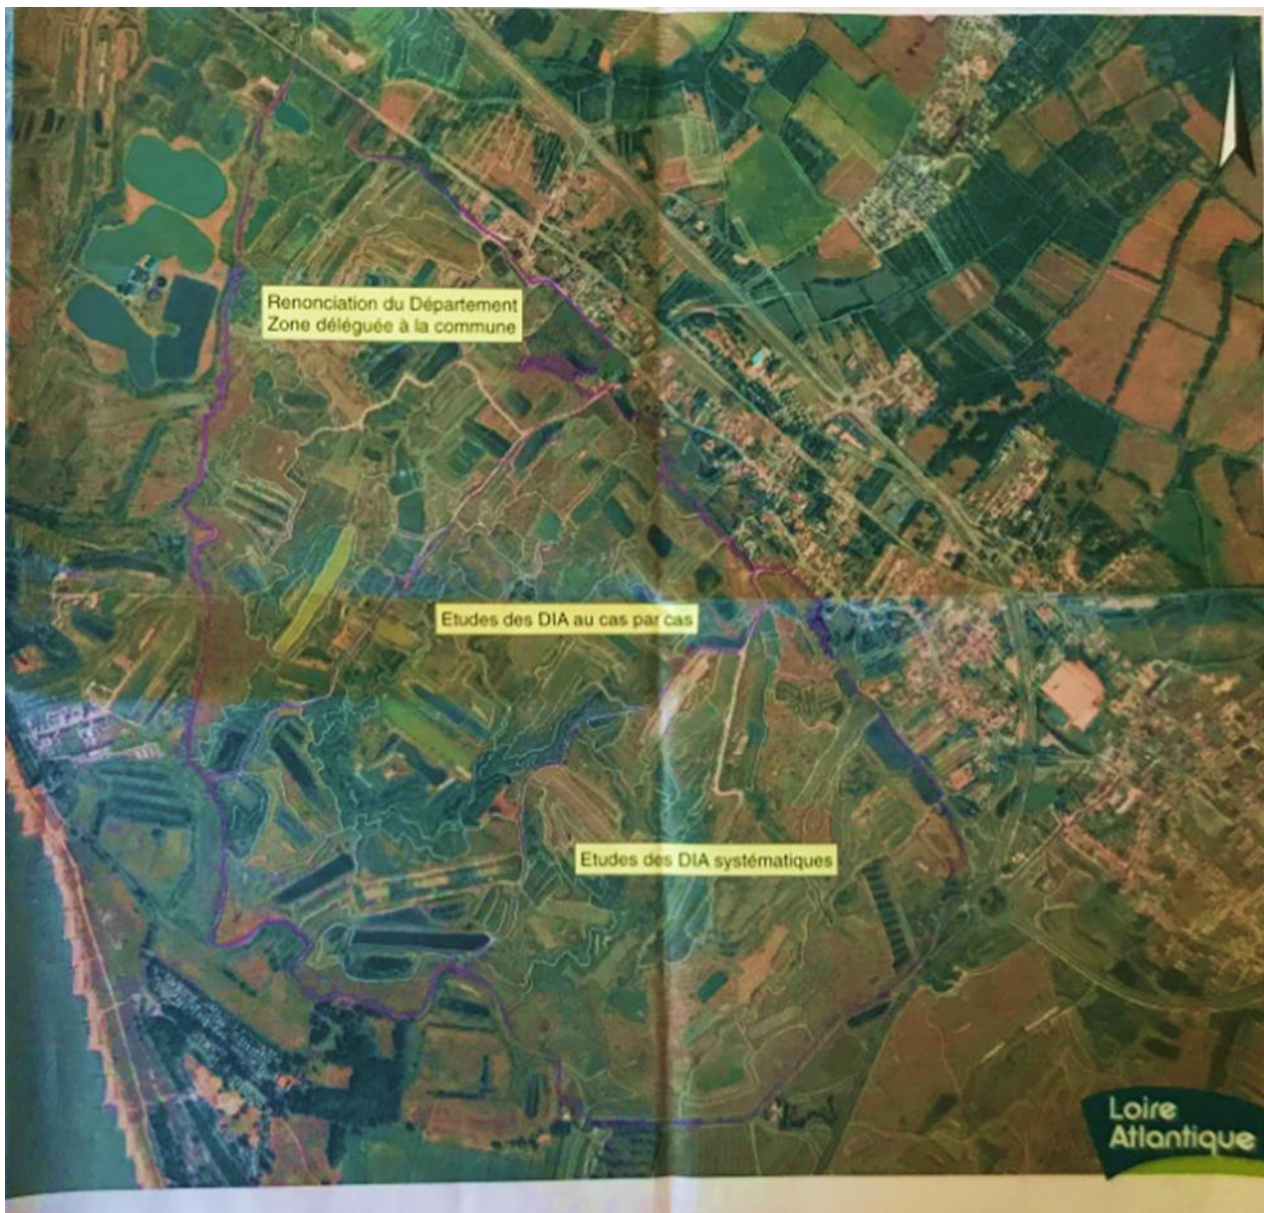 Renonciation du Département
Zone déléguée à la commune
Etudes des DIA au cas par cas
Etudes des DIA systématiques
Loire
Atlantique